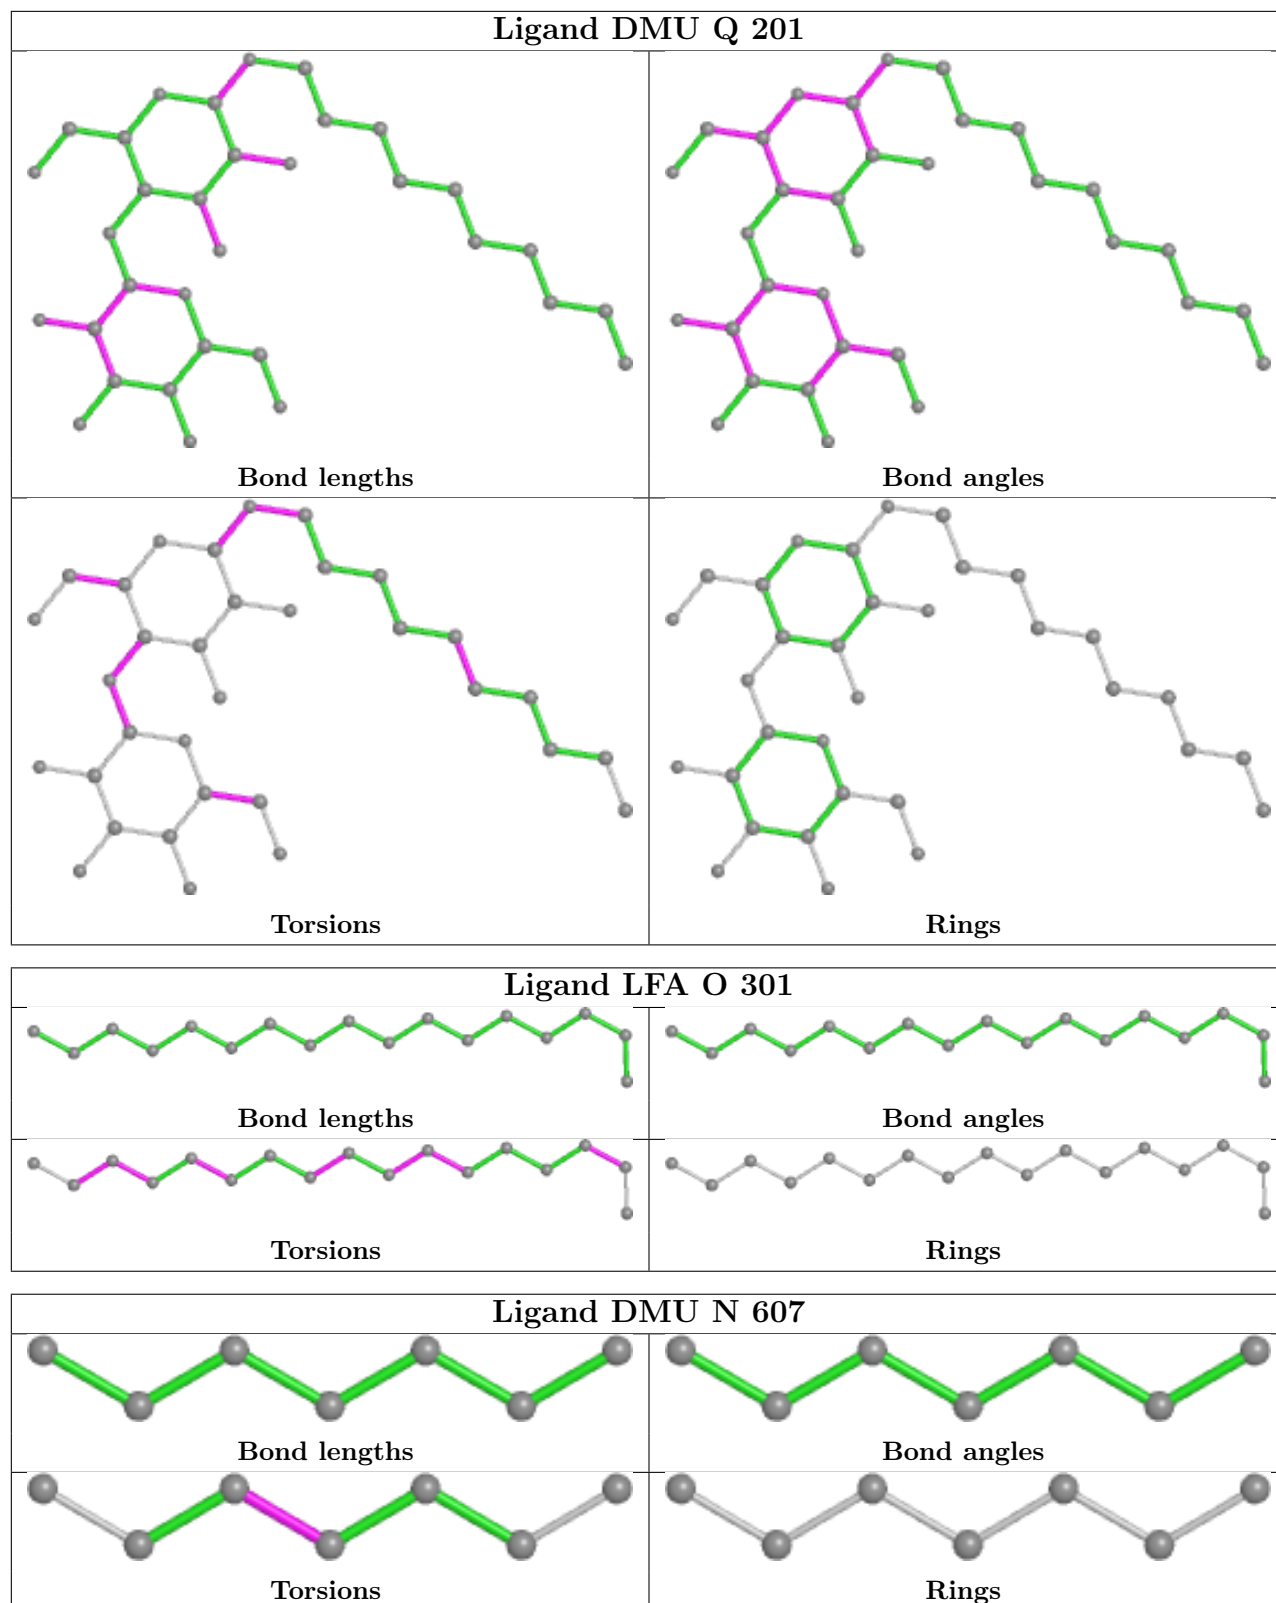 Ligand DMU Q 201
Bond lengths
Bond angles
Torsions
Rings
Ligand LFA O 301
Bond lengths
Bond angles
Torsions
Rings
Ligand DMU N 607
Bond lengths
Bond angles
Torsions
Rings